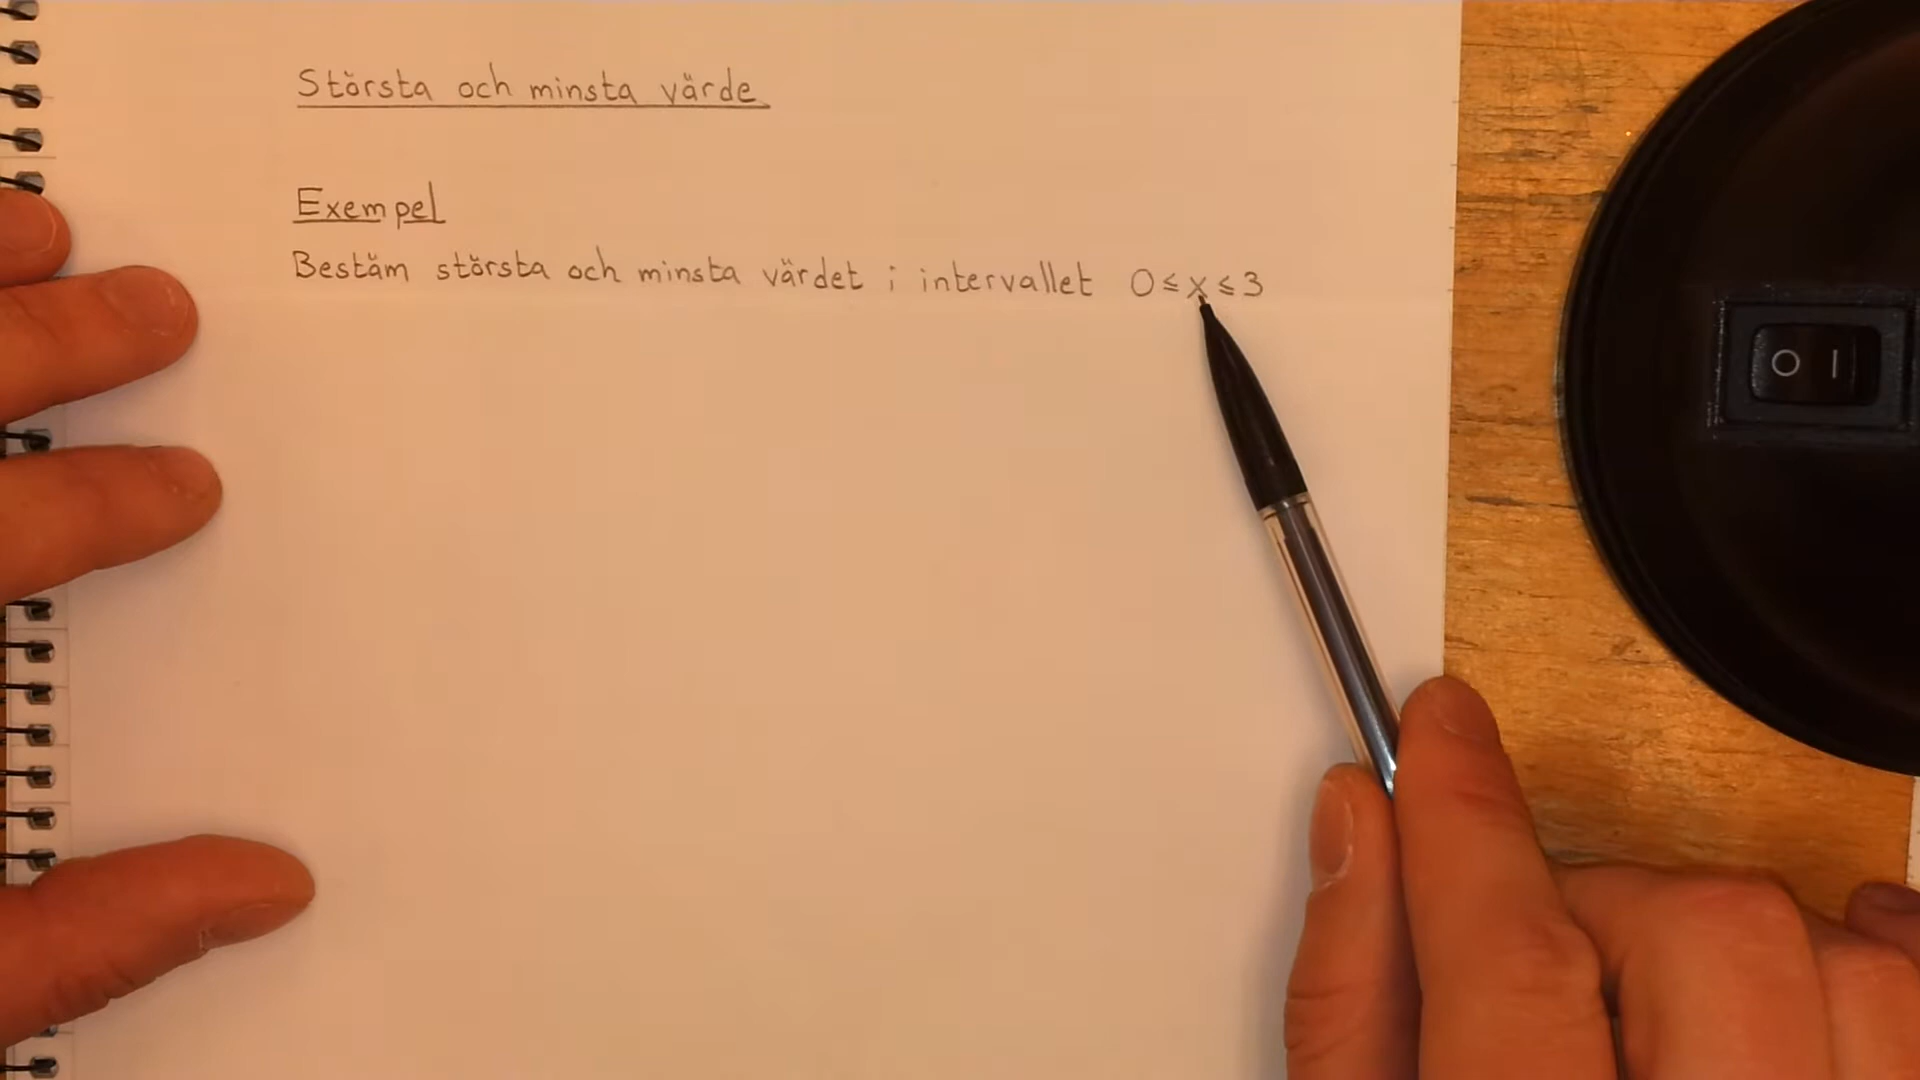 Största och minsta värde
Exempel
Bestäm största och minsta värdet i intervallet 0 ≤ x ≤ 3
O I